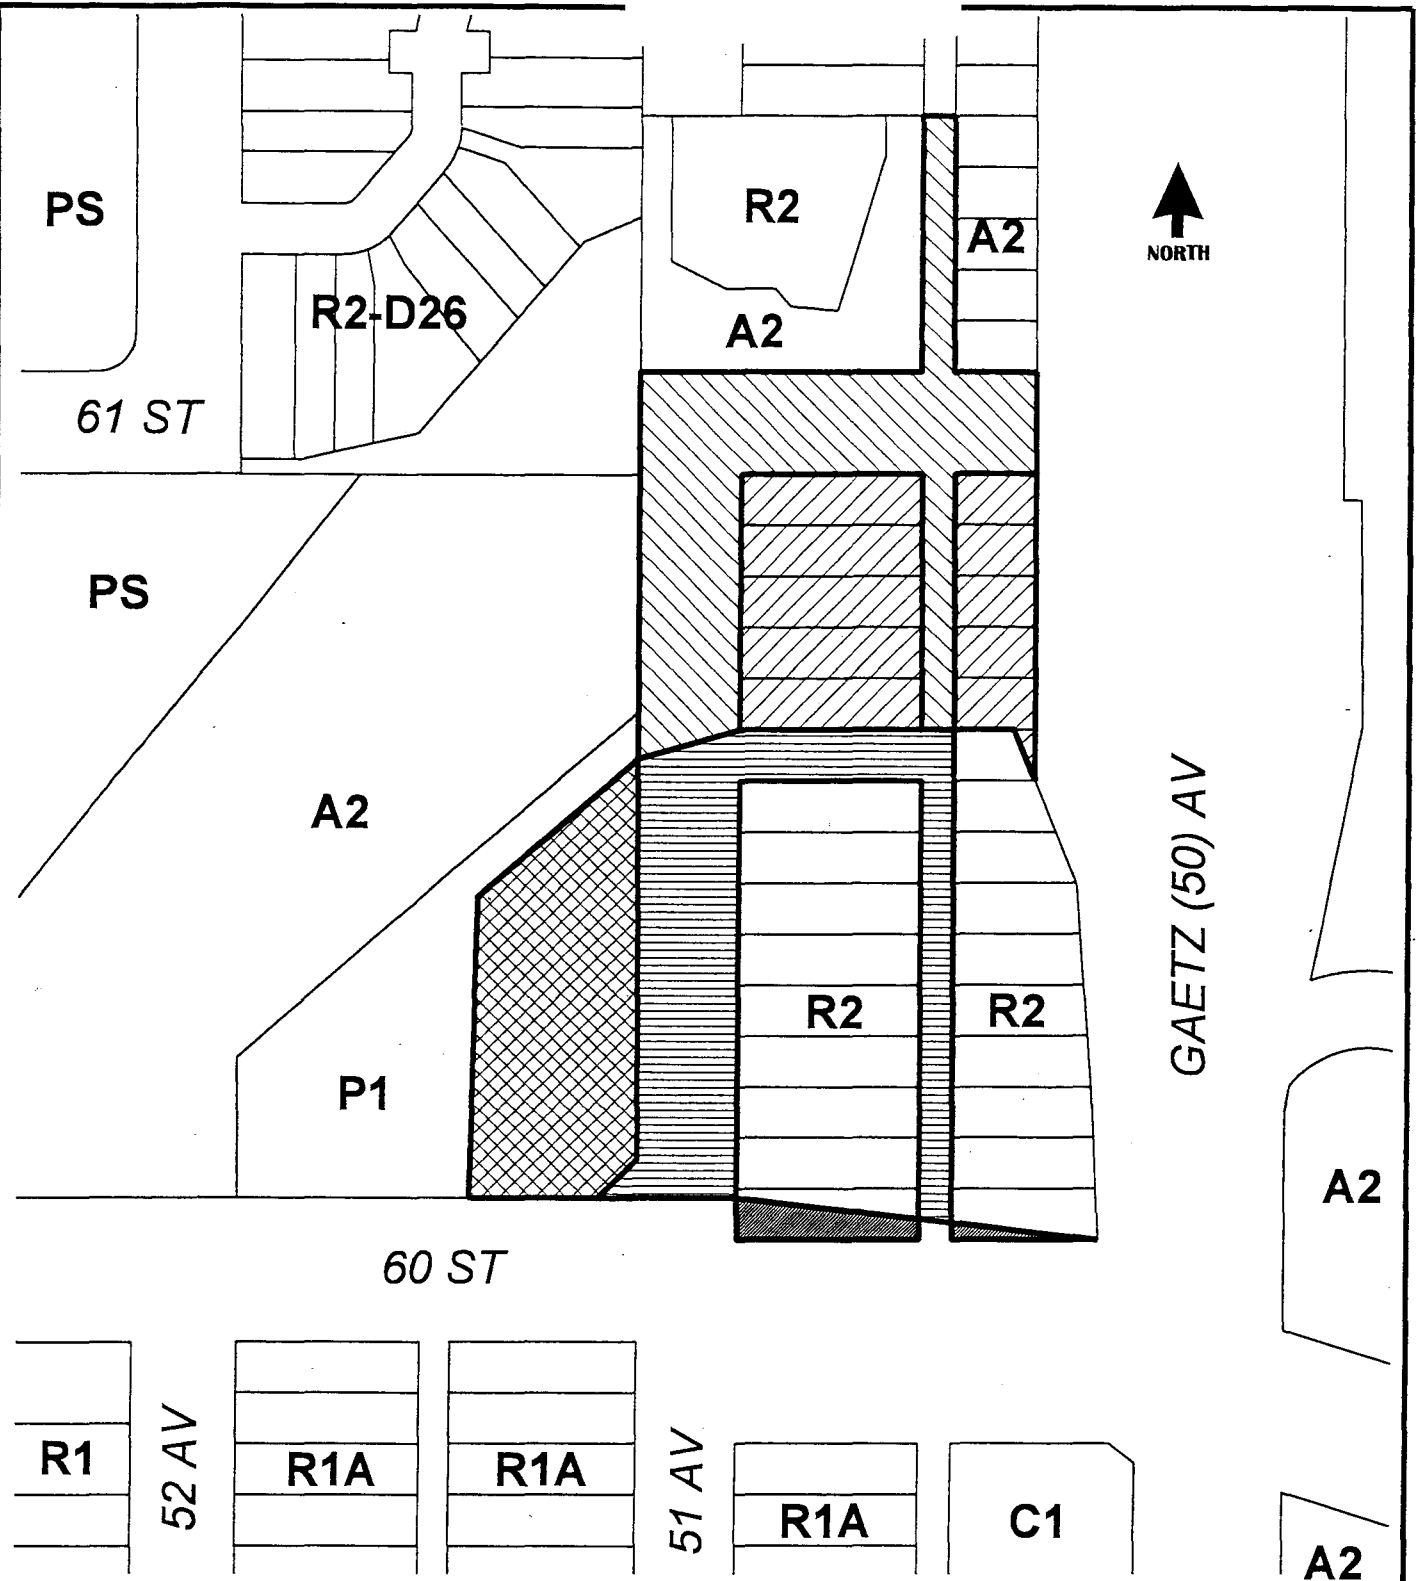 PS
R2
A2
NORTH
R2-D26
A2
61 ST
PS
A2
GAETZ (50) AV
R2
R2
P1
A2
60 ST
R1
52 AV
R1A
R1A
51 AV
R1A
C1
A2